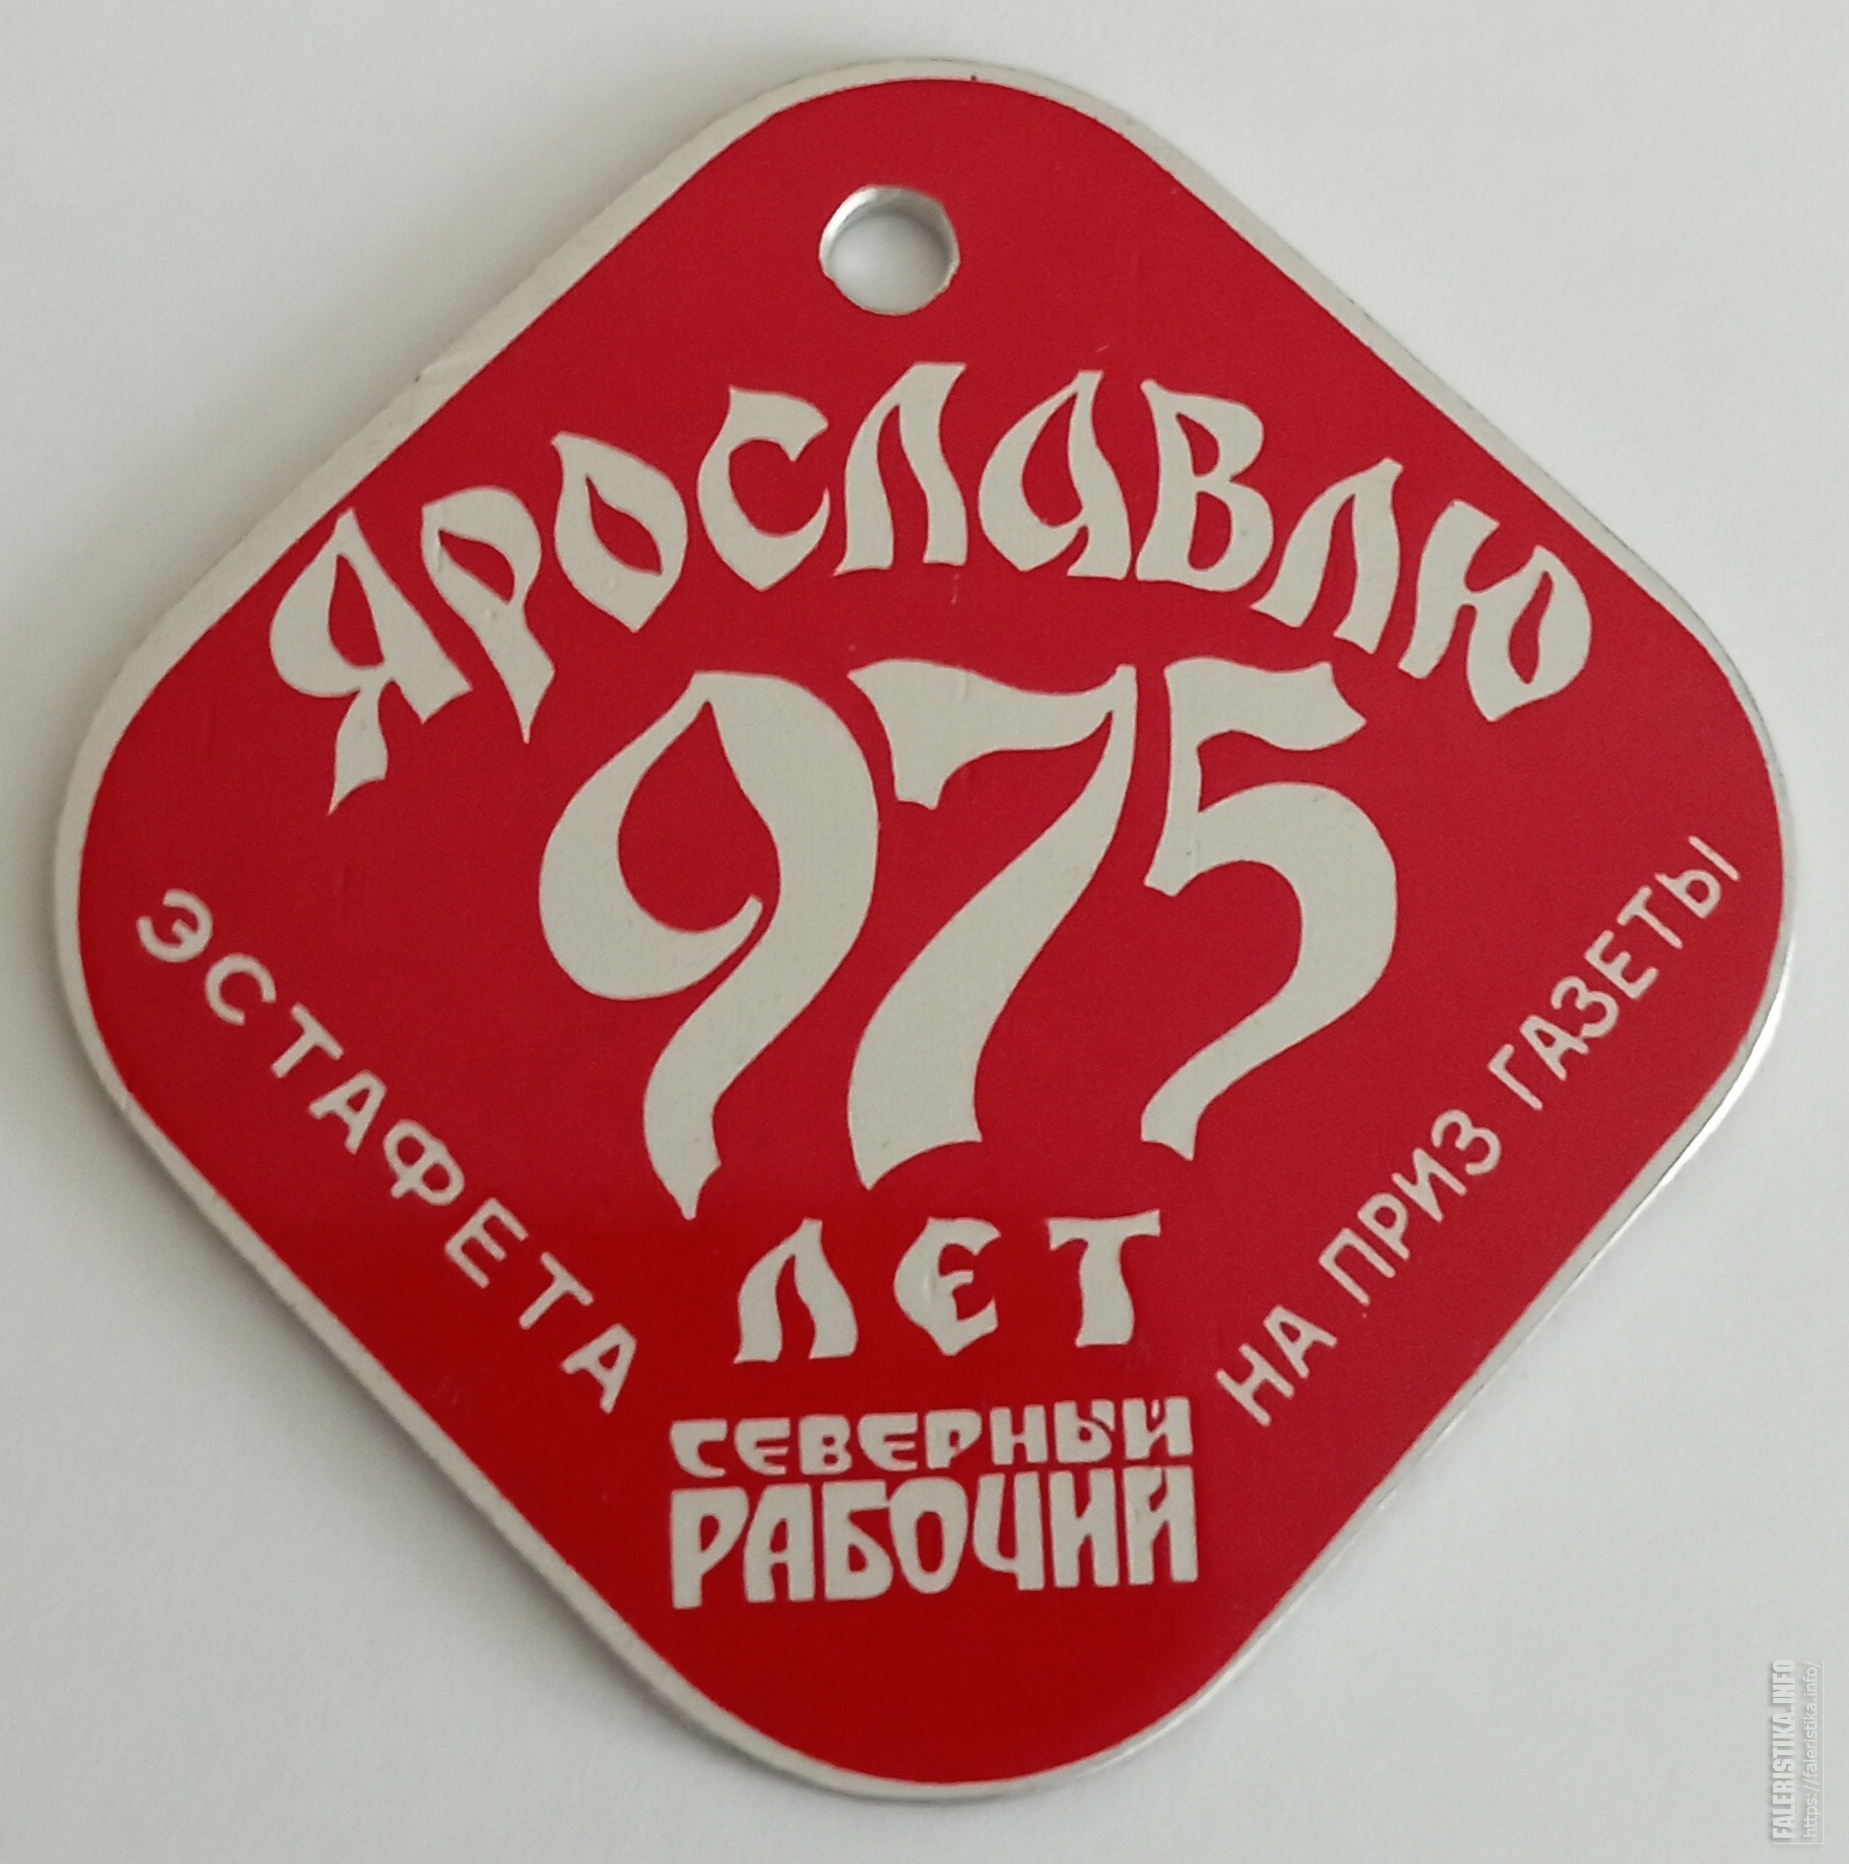 ЯРОСЛАВЛЮ
975
ЛЕТ
ЭСТАФЕТА
НА ПРИЗ ГАЗЕТЫ
СЕВЕРНЫЙ
РАБОЧИЙ
FALERISTIKA.INFO
https://faleristika.info/